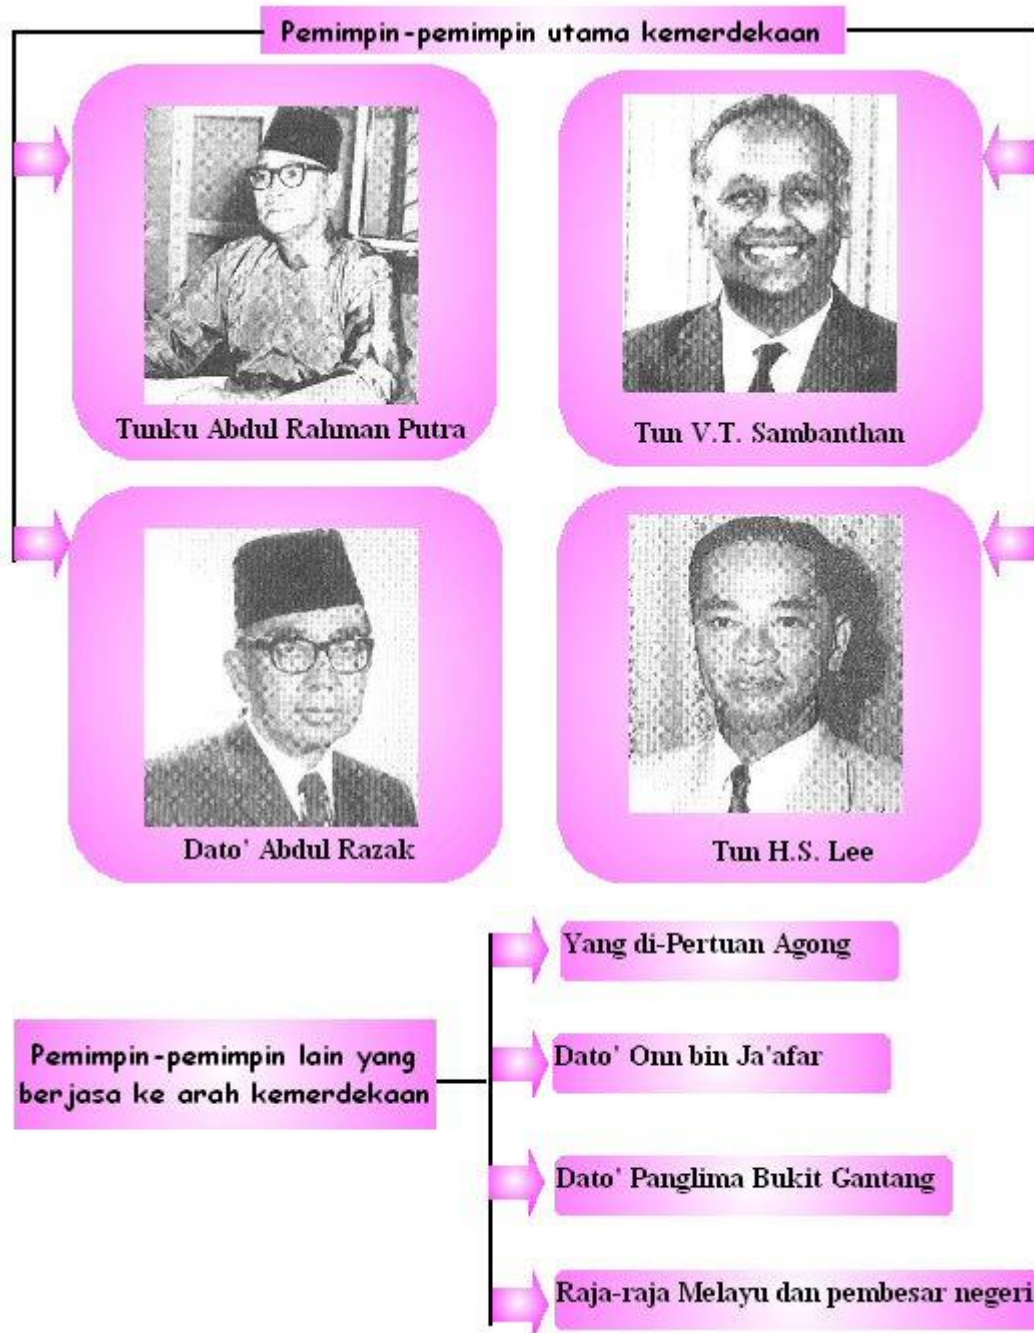 Pemimpin-pemimpin utama kemerdekaan
Tunku Abdul Rahman Putra
Tun V.T. Sambanthan
Dato' Abdul Razak
Tun H.S. Lee
Pemimpin-pemimpin lain yang
berjasa ke arah kemerdekaan
Yang di-Pertuan Agong
Dato' Onn bin Ja'afar
Dato' Panglima Bukit Gantang
Raja-raja Melayu dan pembesar negeri